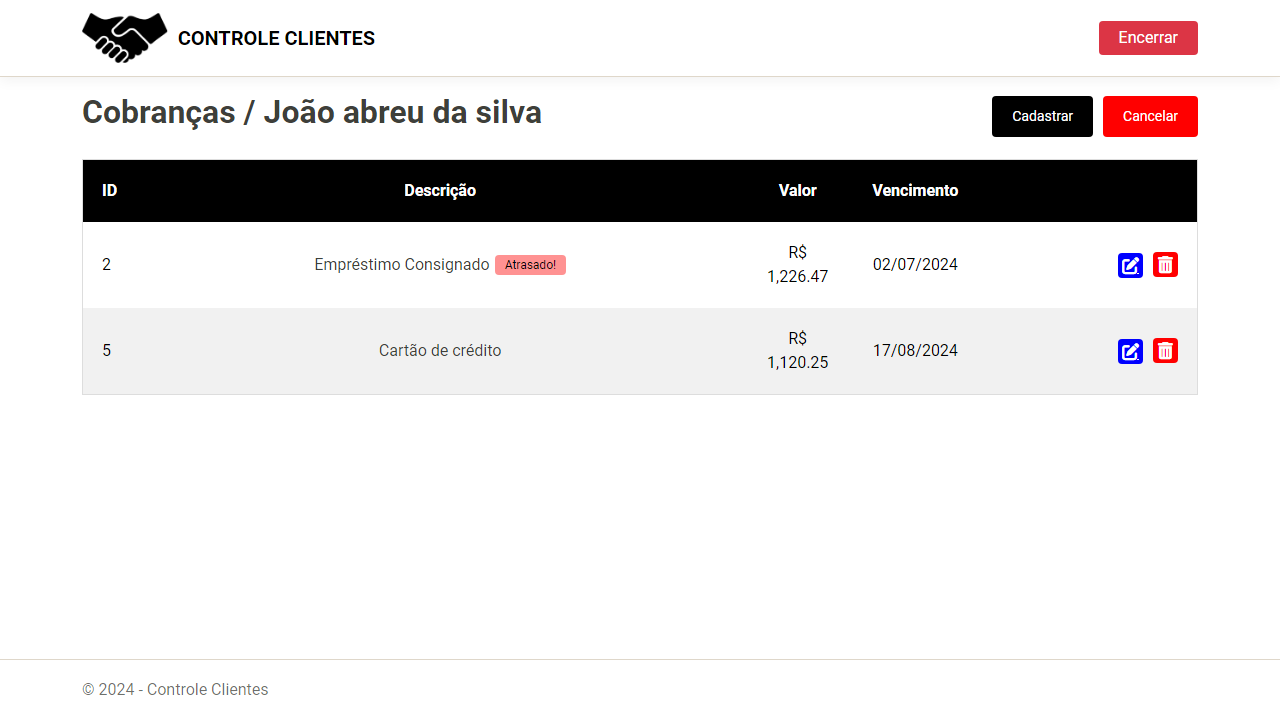 CONTROLE CLIENTES
Encerrar
Cobranças / João abreu da silva
Cadastrar
Cancelar
ID Descrição Valor Vencimento
2 Empréstimo Consignado Atrasado! R$ 1,226.47 02/07/2024
5 Cartão de crédito R$ 1,120.25 17/08/2024
© 2024 - Controle Clientes